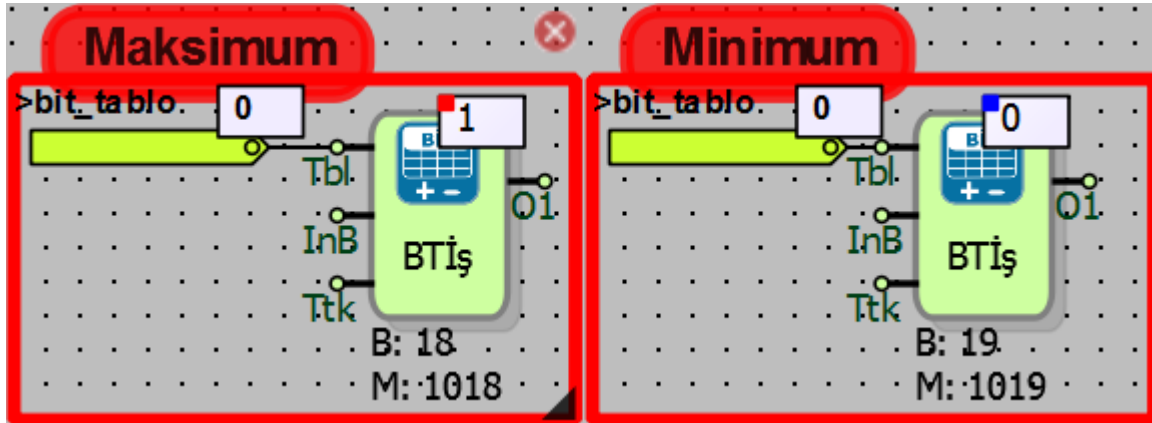 Maksimum
>bit_tablo.
0
1
Tbl.
O1
InB
BTİş
Ttk
B: 18
M: 1018
Minimum
>bit_tablo.
0
0
Tbl.
O1
InB
BTİş
Ttk
B: 19
M: 1019